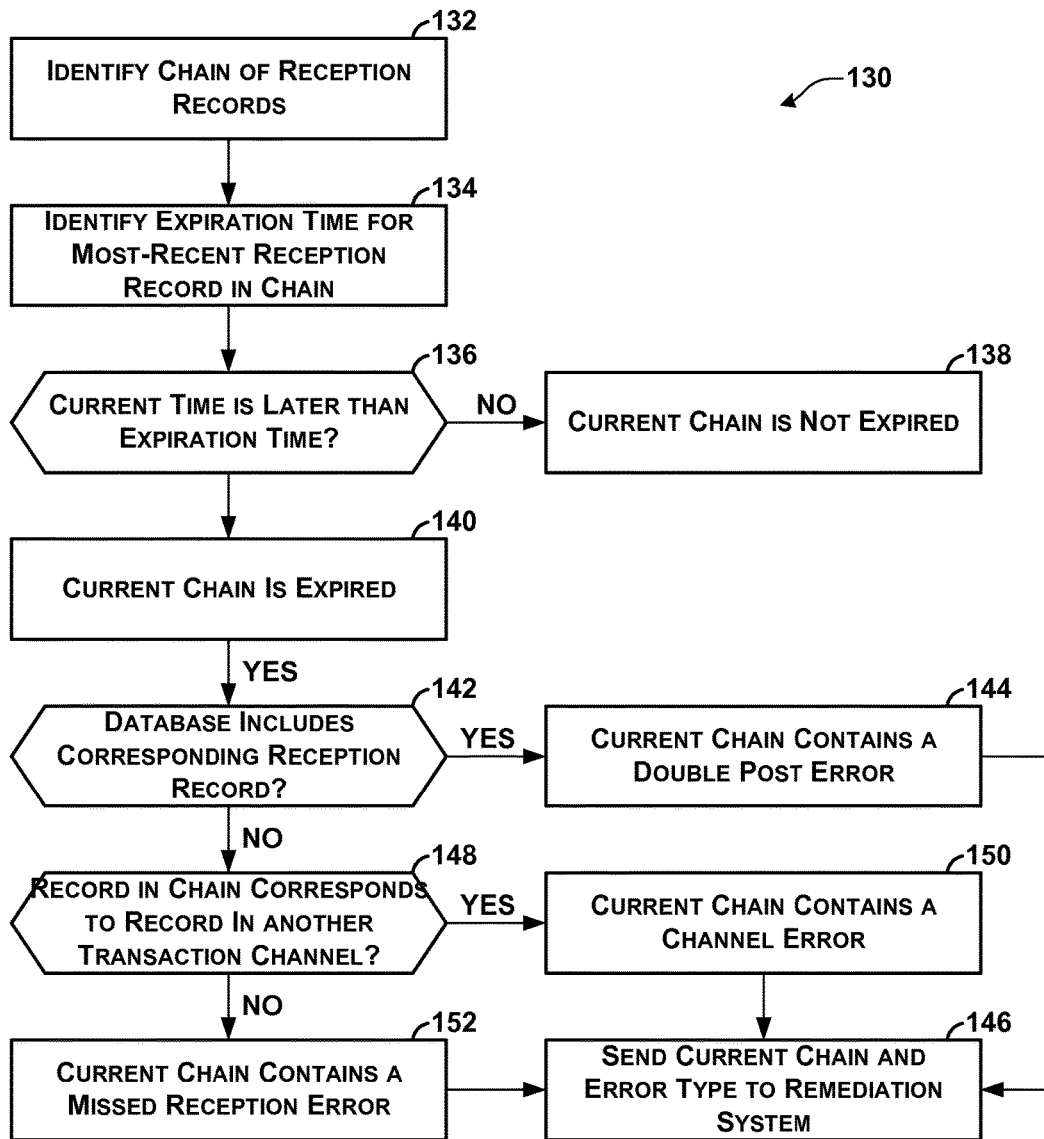 132
IDENTIFY CHAIN OF RECEPTION
RECORDS
130
134
IDENTIFY EXPIRATION TIME FOR
MOST-RECENT RECEPTION
RECORD IN CHAIN
136
CURRENT TIME IS LATER THAN
EXPIRATION TIME?
NO
138
CURRENT CHAIN IS NOT EXPIRED
140
CURRENT CHAIN IS EXPIRED
YES
142
DATABASE INCLUDES
CORRESPONDING RECEPTION
RECORD?
YES
144
CURRENT CHAIN CONTAINS A
DOUBLE POST ERROR
NO
148
RECORD IN CHAIN CORRESPONDS
TO RECORD IN ANOTHER
TRANSACTION CHANNEL?
YES
150
CURRENT CHAIN CONTAINS A
CHANNEL ERROR
NO
152
CURRENT CHAIN CONTAINS A
MISSED RECEPTION ERROR
146
SEND CURRENT CHAIN AND
ERROR TYPE TO REMEDIATION
SYSTEM